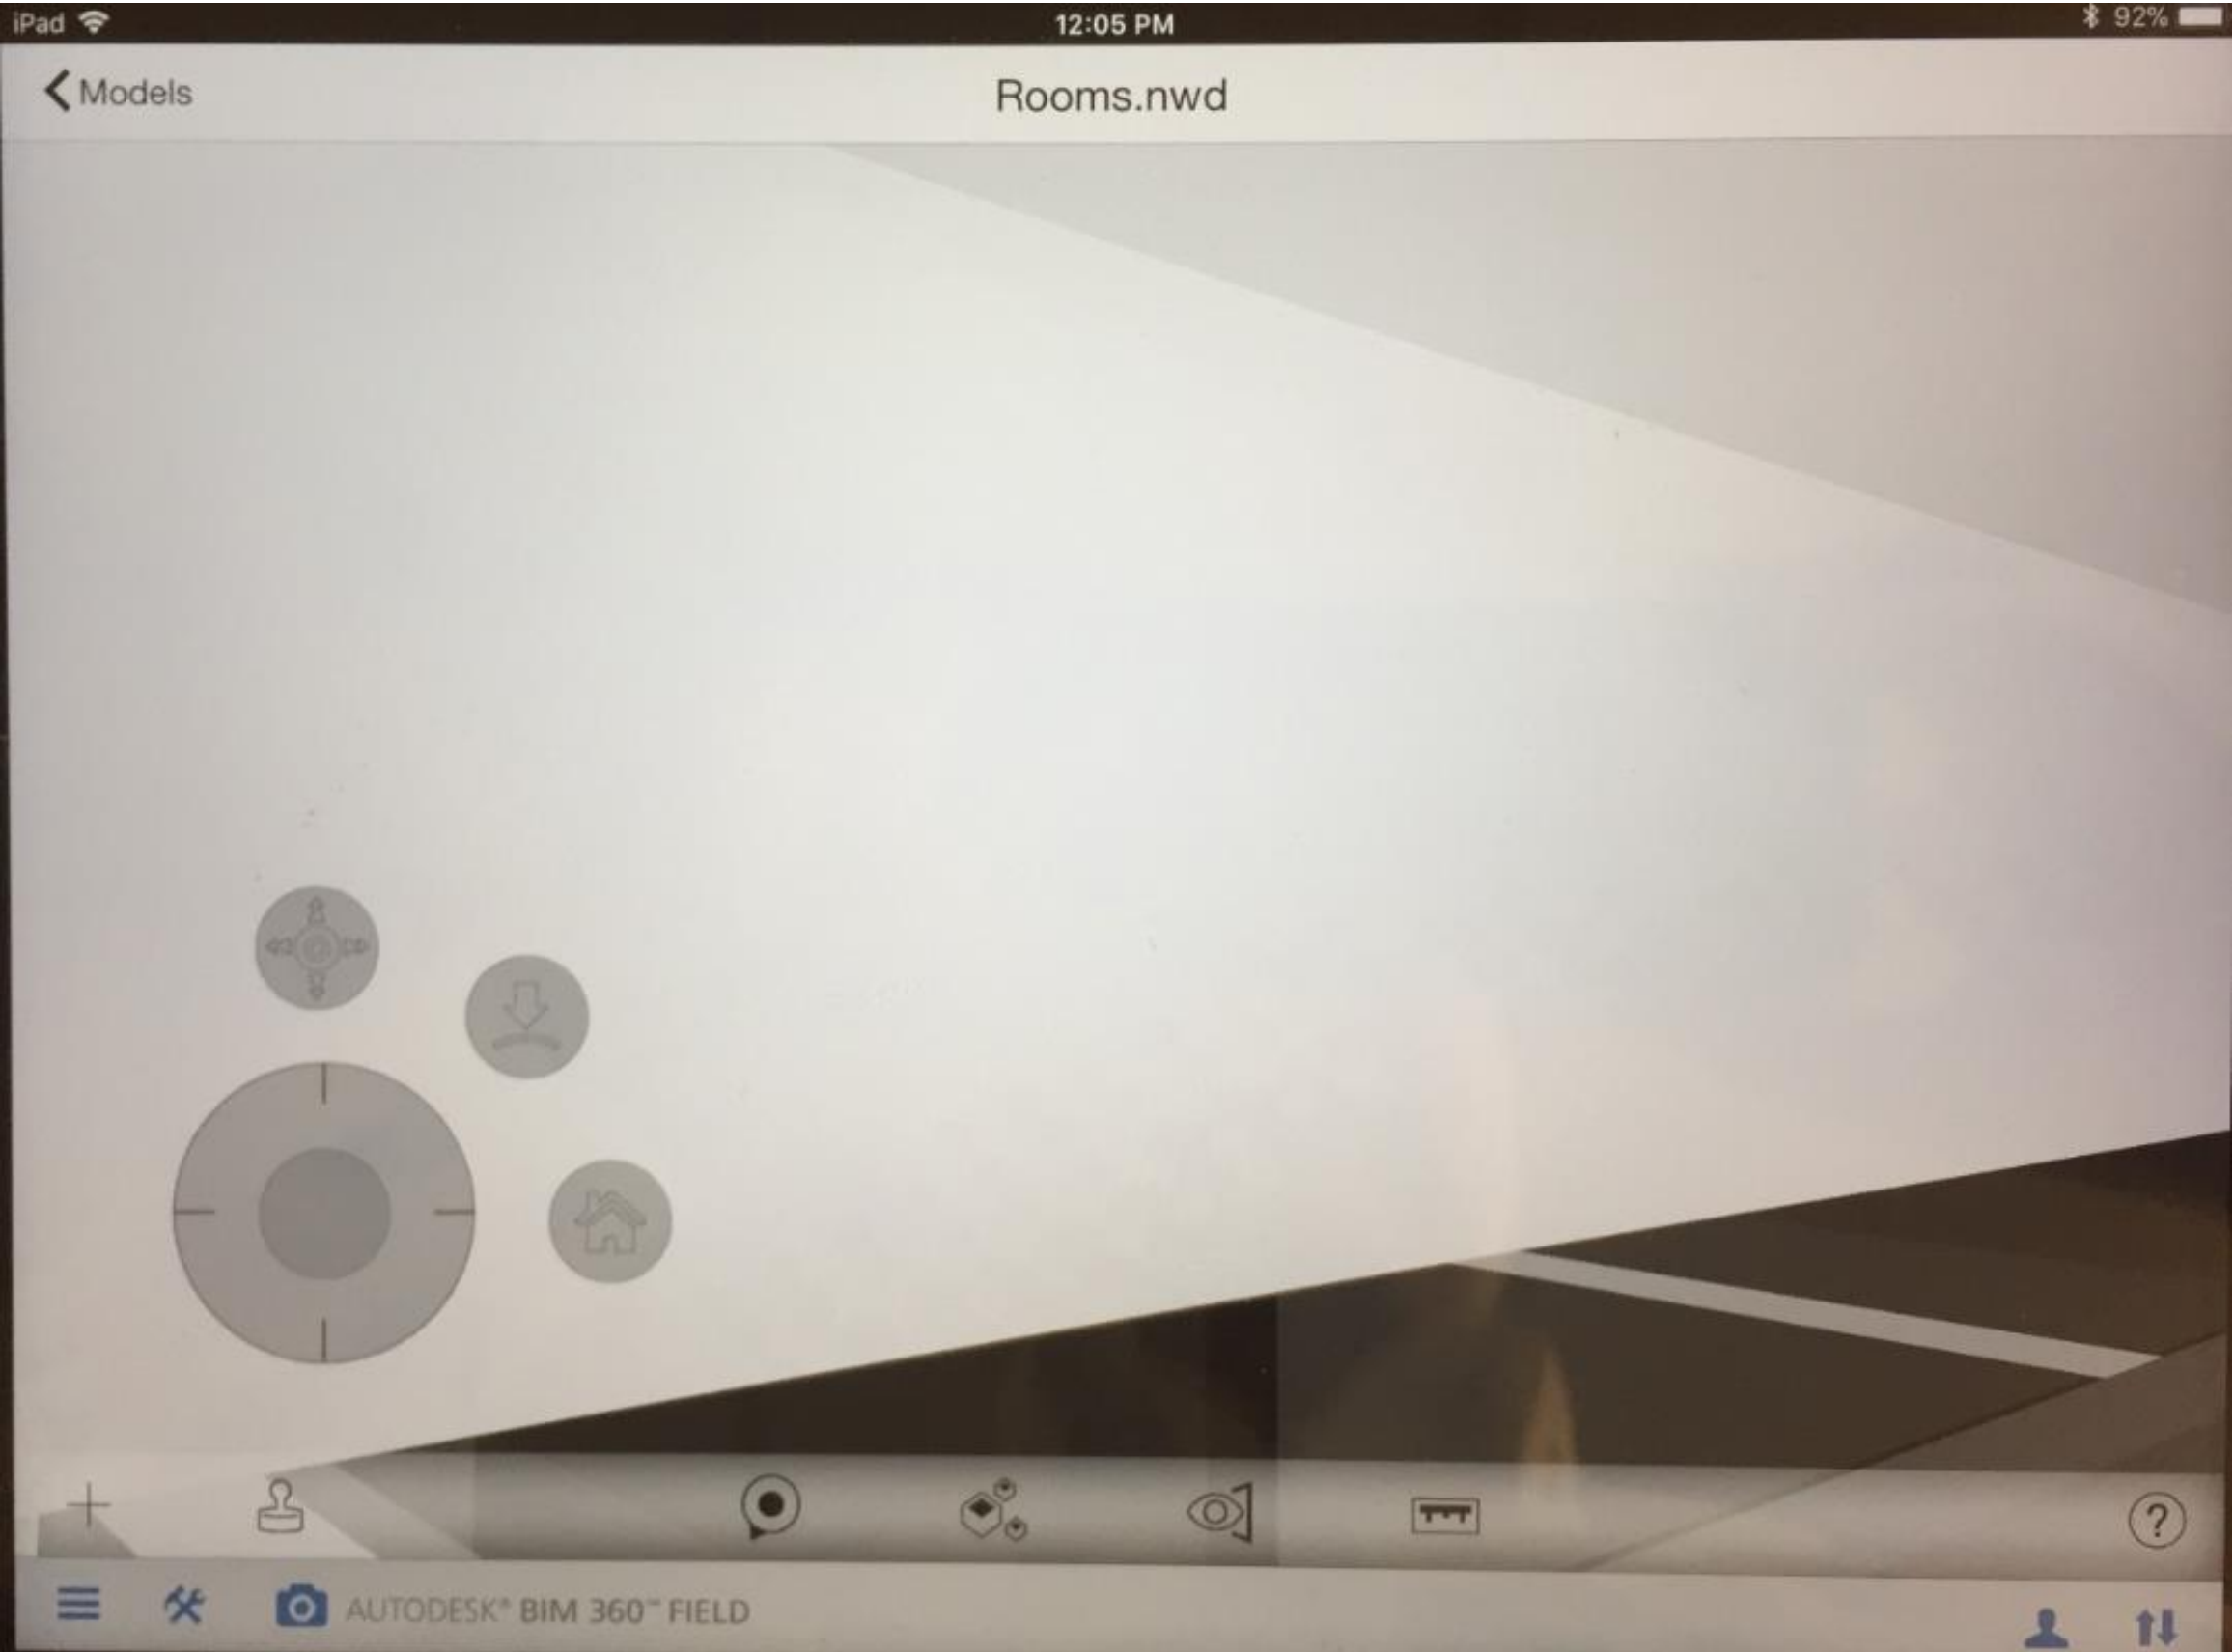 iPad
12:05 PM
92%
Models
Rooms.nwd
?
AUTODESK® BIM 360™ FIELD